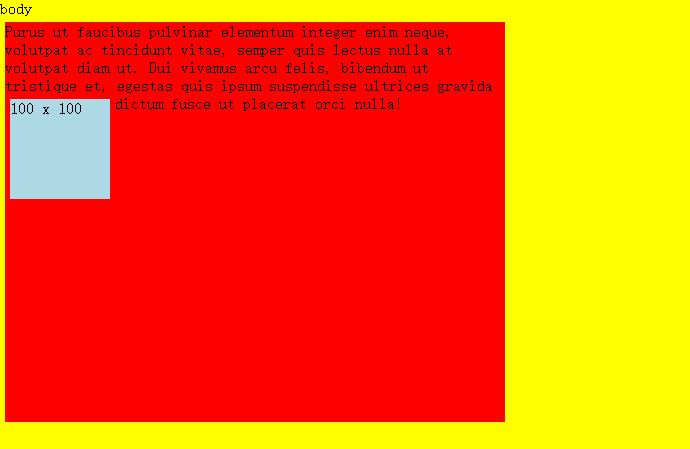 body
Purus ut faucibus pulvinar elementum integer enim neque,
volutpat ac tincidunt vitae, semper quis lectus nulla at
volutpat diam ut. Dui vivamus arcu felis, bibendum ut
tristique et, egestas quis ipsum suspendisse ultrices gravida
dictum fusce ut placerat orci nulla!
100 x 100